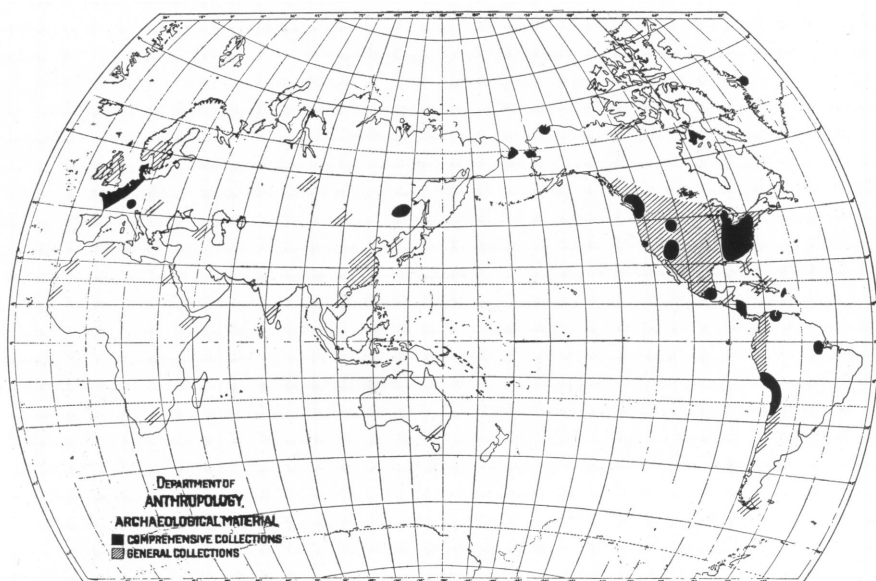 DEPARTMENT OF
ANTHROPOLOGY,
ARCHAEOLOGICAL MATERIAL
COMPREHENSIVE COLLECTIONS
GENERAL COLLECTIONS